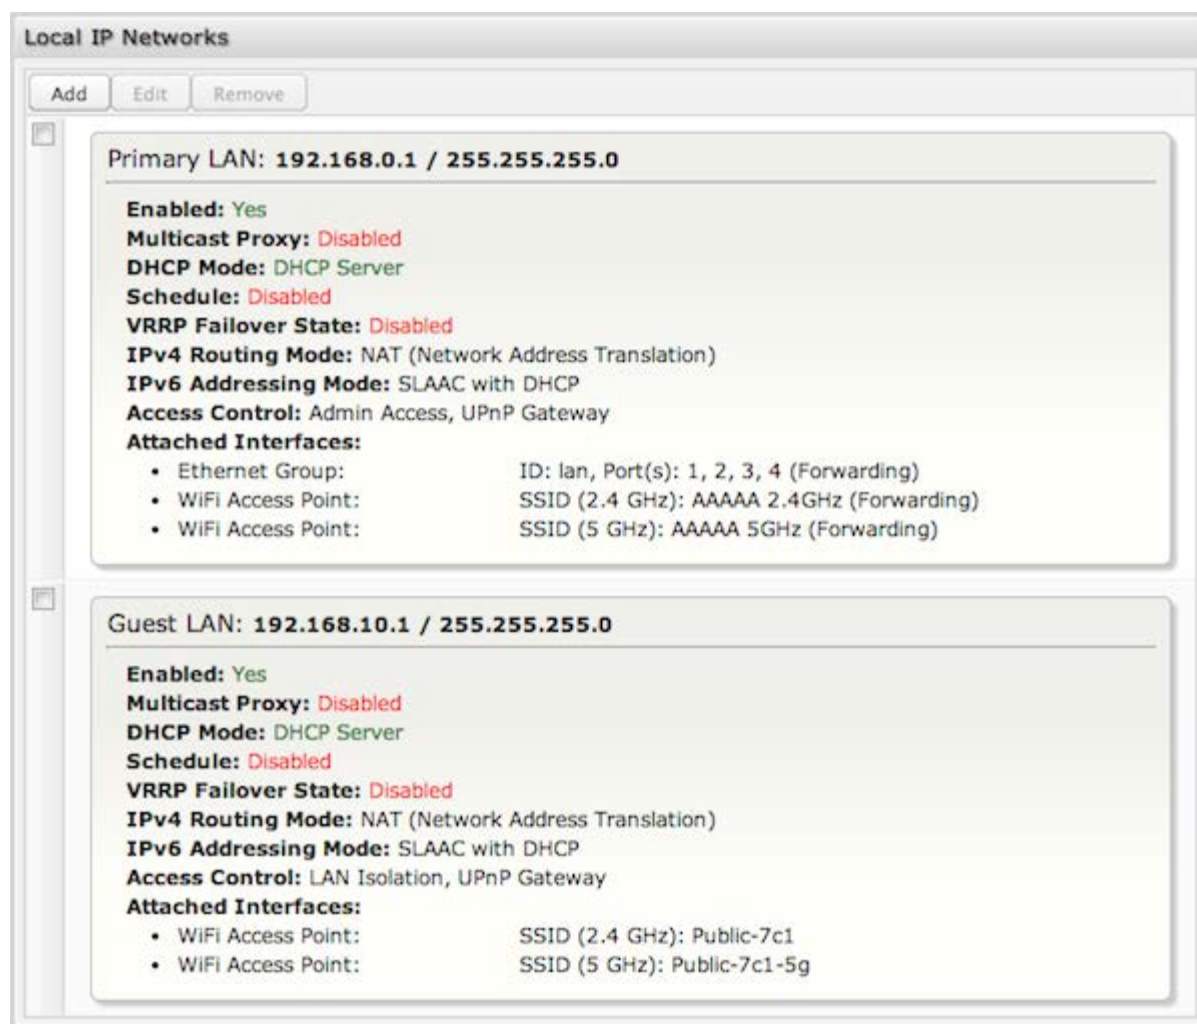 Local IP Networks
Add Edit Remove
Primary LAN: 192.168.0.1 / 255.255.255.0
Enabled: Yes
Multicast Proxy: Disabled
DHCP Mode: DHCP Server
Schedule: Disabled
VRRP Failover State: Disabled
IPv4 Routing Mode: NAT (Network Address Translation)
IPv6 Addressing Mode: SLAAC with DHCP
Access Control: Admin Access, UPnP Gateway
Attached Interfaces:
• Ethernet Group: ID: lan, Port(s): 1, 2, 3, 4 (Forwarding)
• WiFi Access Point: SSID (2.4 GHz): AAAAA 2.4GHz (Forwarding)
• WiFi Access Point: SSID (5 GHz): AAAAA 5GHz (Forwarding)
Guest LAN: 192.168.10.1 / 255.255.255.0
Enabled: Yes
Multicast Proxy: Disabled
DHCP Mode: DHCP Server
Schedule: Disabled
VRRP Failover State: Disabled
IPv4 Routing Mode: NAT (Network Address Translation)
IPv6 Addressing Mode: SLAAC with DHCP
Access Control: LAN Isolation, UPnP Gateway
Attached Interfaces:
• WiFi Access Point: SSID (2.4 GHz): Public-7c1
• WiFi Access Point: SSID (5 GHz): Public-7c1-5g